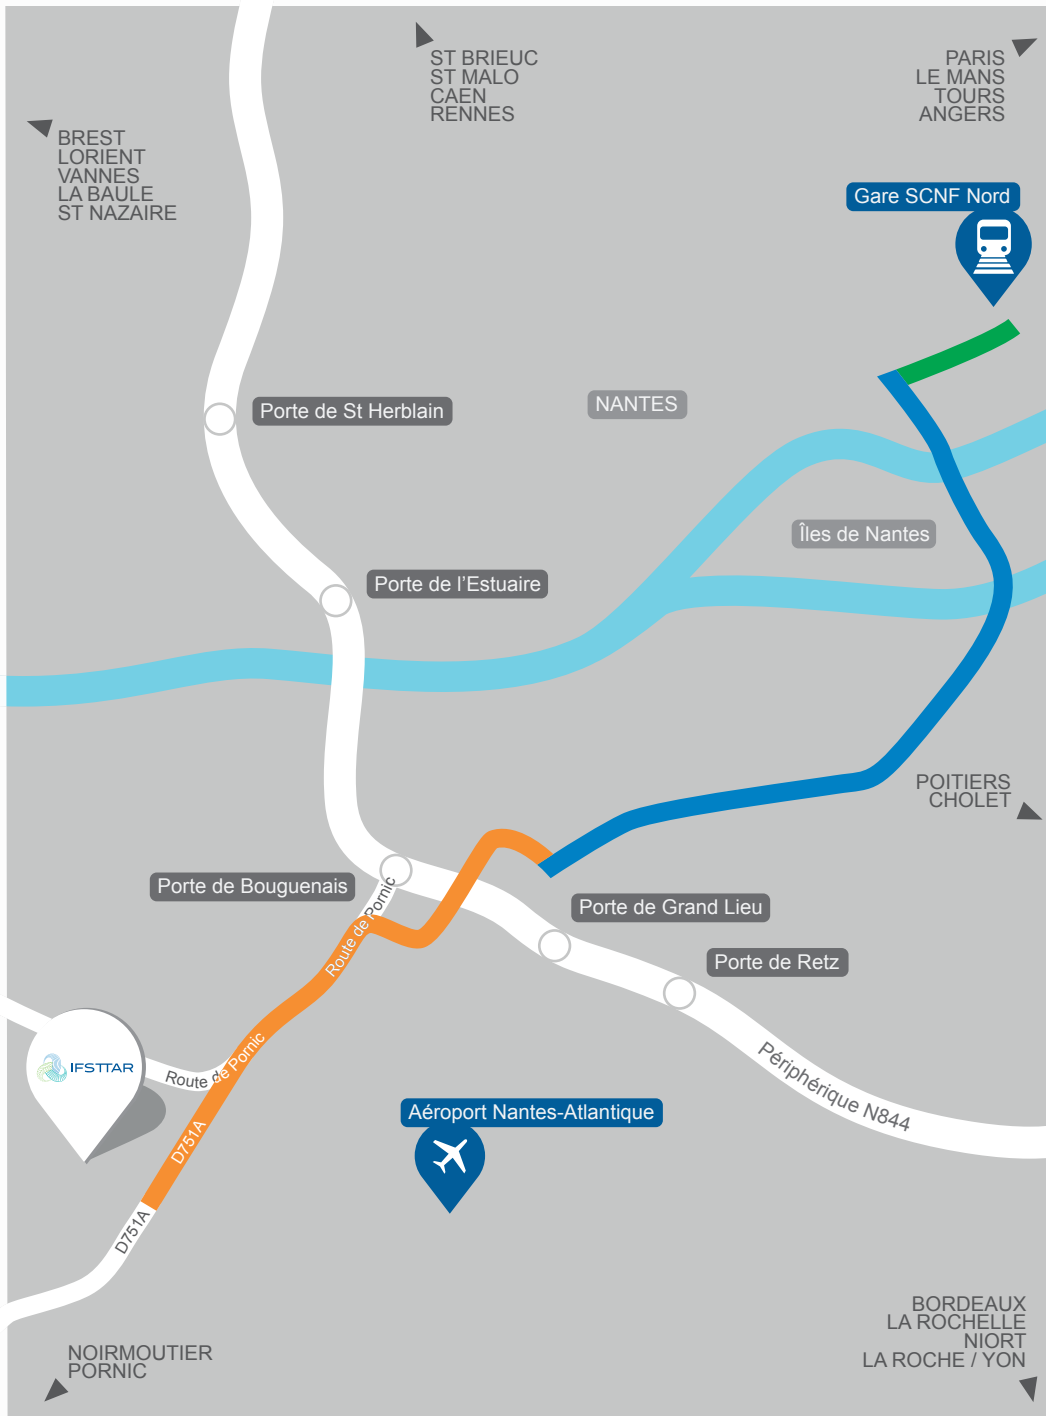 ST BRIEUC
ST MALO
CAEN
RENNES
PARIS
LE MANS
TOURS
ANGERS
BREST
LORIENT
VANNES
LA BAULE
ST NAZAIRE
Gare SCNF Nord
NANTES
Porte de St Herblain
Îles de Nantes
Porte de l'Estuaire
POITIERS
CHOLET
Porte de Bouguenais
Route de Pornic
Porte de Grand Lieu
Porte de Retz
Route de Pornic
IFSTTAR
Périphérique N844
Aéroport Nantes-Atlantique
D751A
D751A
BORDEAUX
LA ROCHELLE
NIORT
LA ROCHE / YON
NOIRMOUTIER
PORNIC